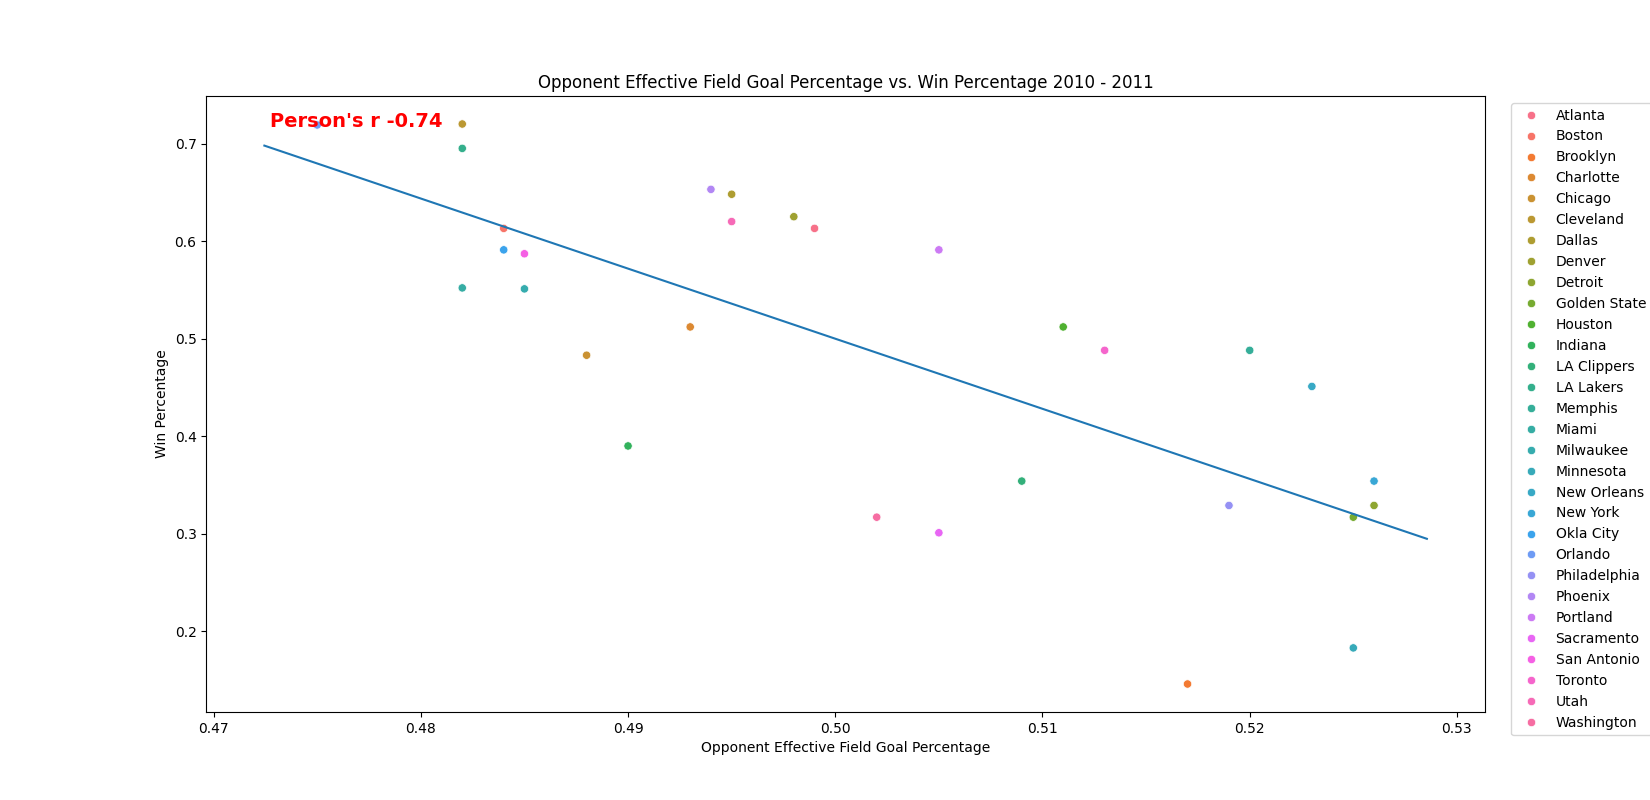 Opponent Effective Field Goal Percentage vs. Win Percentage 2010 - 2011
Person's r -0.74
Win Percentage
0.7
0.6
0.5
0.4
0.3
0.2
0.47 0.48 0.49 0.50 0.51 0.52 0.53
Opponent Effective Field Goal Percentage
Atlanta
Boston
Brooklyn
Charlotte
Chicago
Cleveland
Dallas
Denver
Detroit
Golden State
Houston
Indiana
LA Clippers
LA Lakers
Memphis
Miami
Milwaukee
Minnesota
New Orleans
New York
Okla City
Orlando
Philadelphia
Phoenix
Portland
Sacramento
San Antonio
Toronto
Utah
Washington